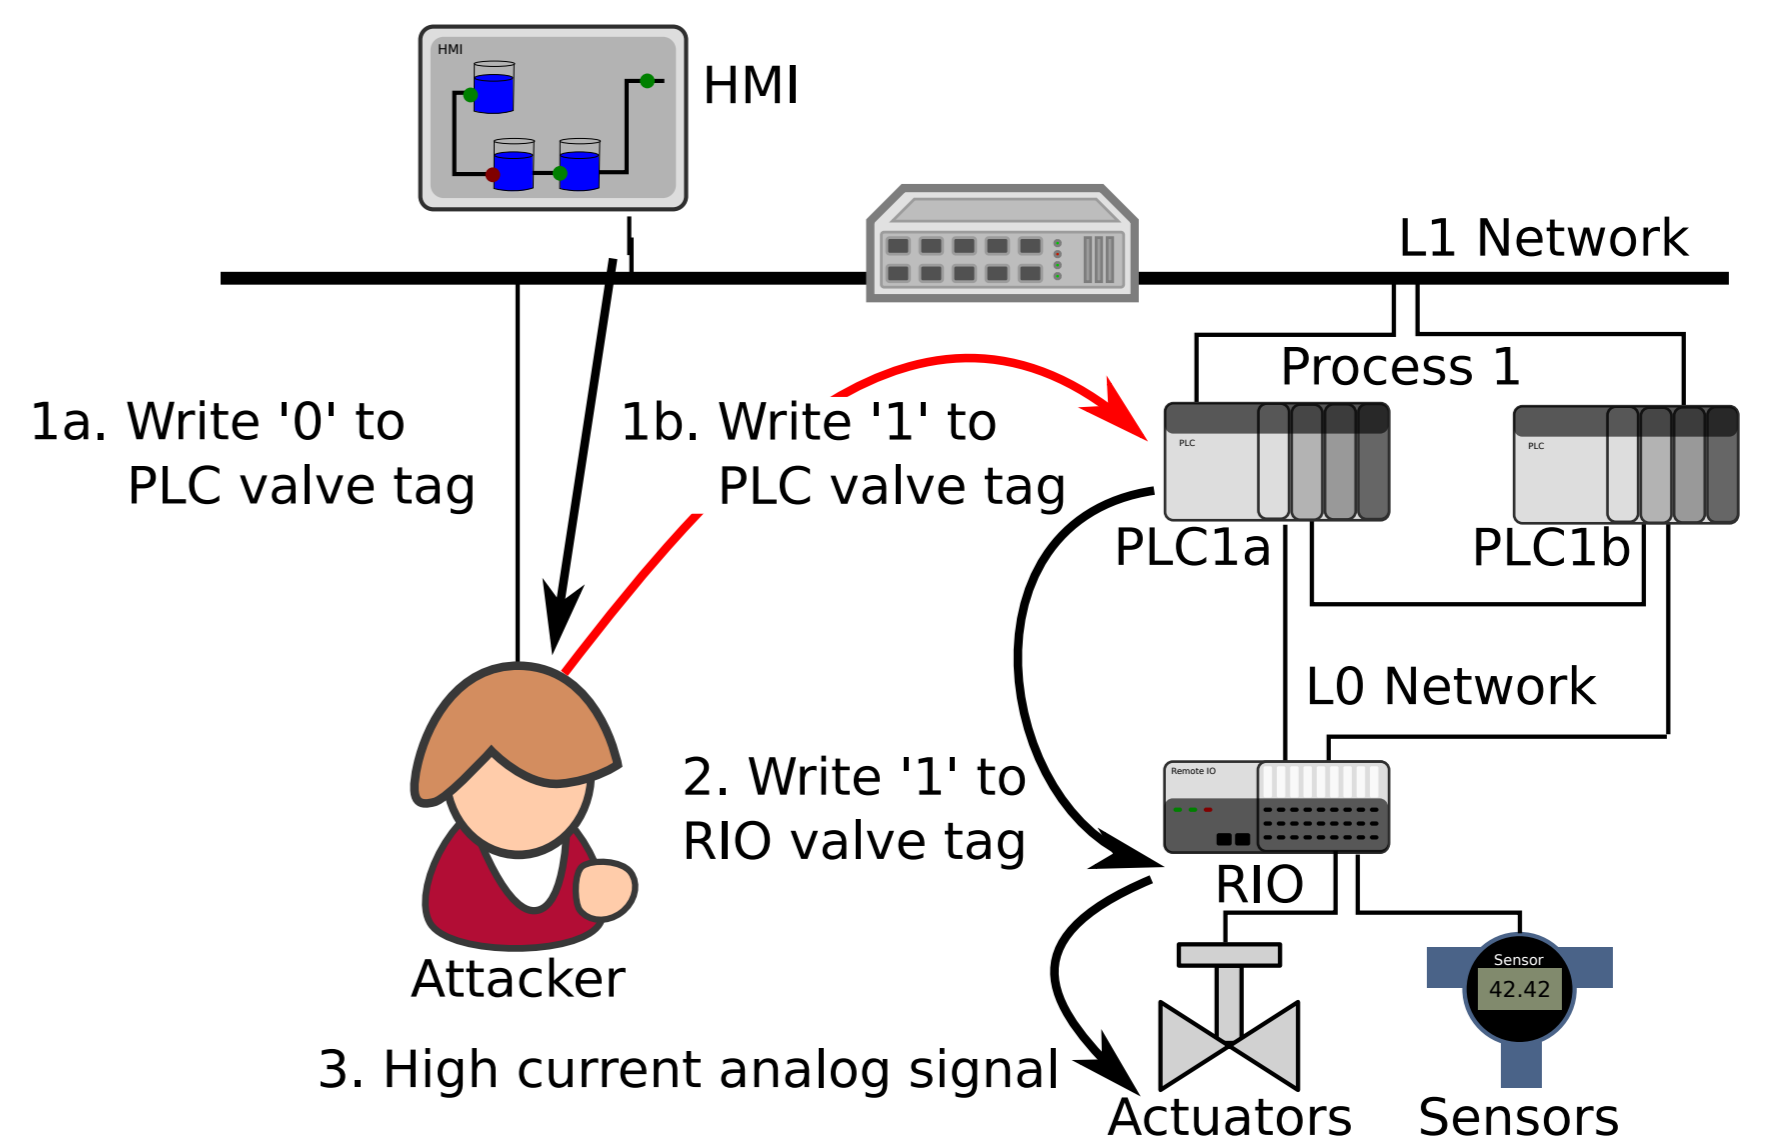 HMI
HMI
L1 Network
Process 1
1a. Write '0' to
PLC valve tag
1b. Write '1' to
PLC valve tag
PLC
PLC
PLC1a
PLC1b
L0 Network
2. Write '1' to
RIO valve tag
Remote IO
RIO
Attacker
Sensor
42.42
3. High current analog signal
Actuators
Sensors